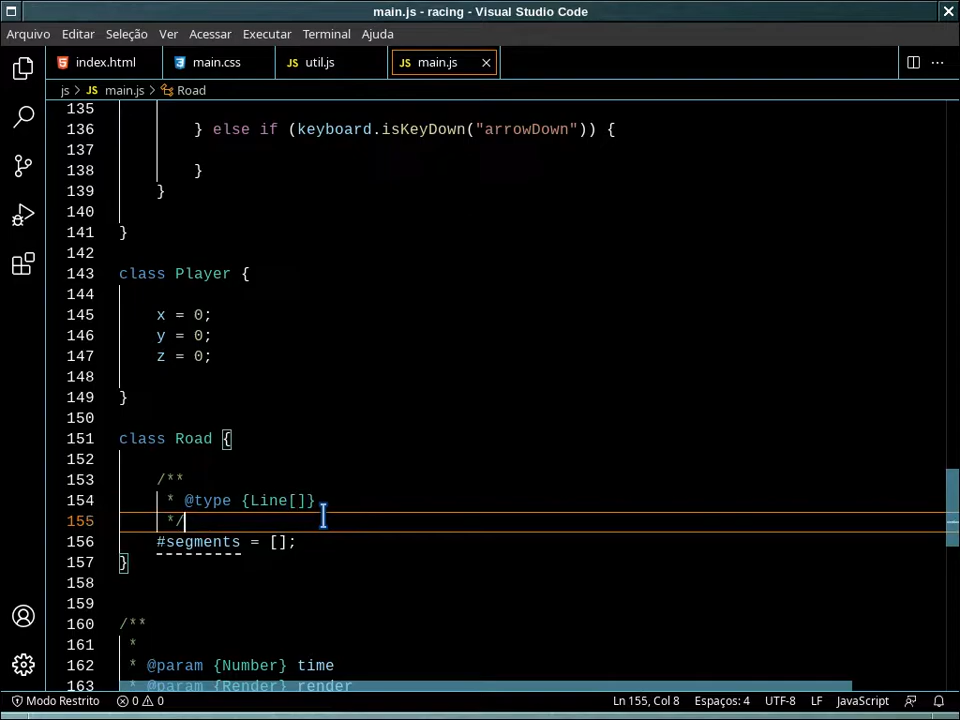 main.js - racing - Visual Studio Code
Arquivo Editar Seleção Ver Acessar Executar Terminal Ajuda
index.html main.css JS util.js JS main.js
js > JS main.js > Road
135
136 } else if (keyboard.isKeyDown("arrowDown")) {
137
138 }
139 }
140
141 }
142
143 class Player {
144
145 x = 0;
146 y = 0;
147 z = 0;
148
149 }
150
151 class Road {
152
153 /**
154 * @type {Line[]}
155 */
156 #segments = [];
157 }
158
159
160 /**
161 *
162 * @param {Number} time
163 * @param {Render} render
Modo Restrito 0 0 Ln 155, Col 8 Espaços: 4 UTF-8 LF JavaScript